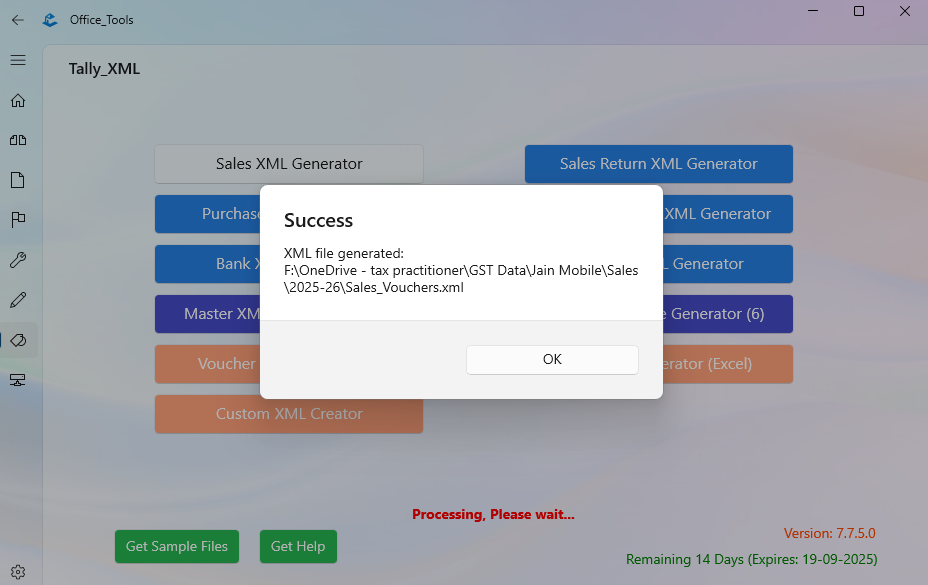 Office_Tools
Tally_XML
Sales XML Generator
Sales Return XML Generator
Purchase
XML Generator
Bank X
Generator
Master XM
Generator (6)
Voucher
(Excel)
Custom XML Creator
Success
XML file generated:
F:\OneDrive - tax practitioner\GST Data\Jain Mobile\Sales
\2025-26\Sales_Vouchers.xml
OK
Processing, Please wait...
Get Sample Files
Get Help
Version: 7.7.5.0
Remaining 14 Days (Expires: 19-09-2025)